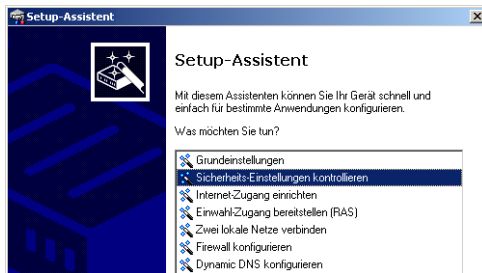 Setup-Assistent
Setup-Assistent
Mit diesem Assistenten können Sie Ihr Gerät schnell und
einfach für bestimmte Anwendungen konfigurieren.
Was möchten Sie tun?
Grundeinstellungen
Sicherheits-Einstellungen kontrollieren
Internet-Zugang einrichten
Einwahl-Zugang bereitstellen (RAS)
Zwei lokale Netze verbinden
Firewall konfigurieren
Dynamic DNS konfigurieren